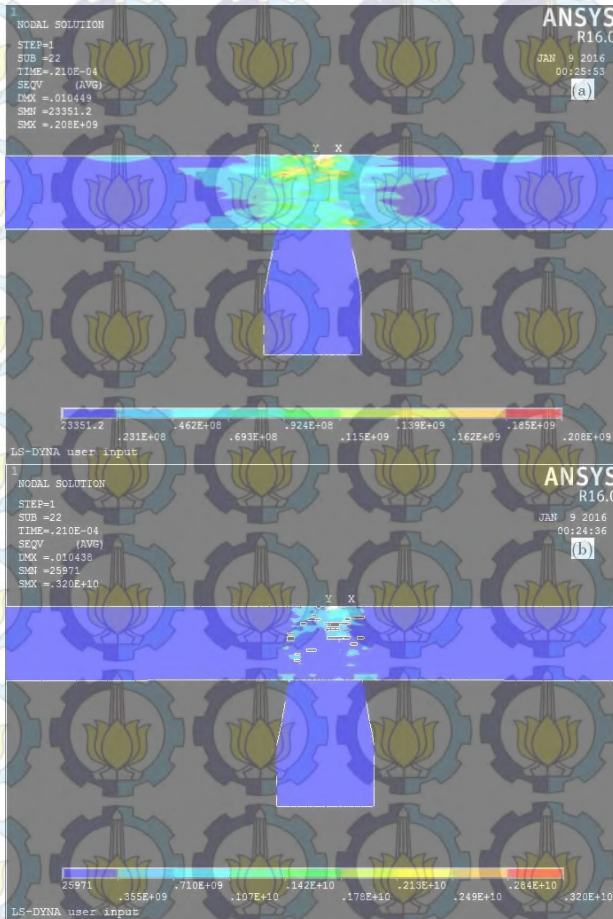 1
NODAL SOLUTION
STEP=1
SUB =22
TIME=.210E-04
SEQV (AVG)
DMX =.010449
SMN =23351.2
SMX =.208E+09
ANSYS
R16.0
JAN 9 2016
00:25:53
(a)
Y X
23351.2 .462E+08 .924E+08 .139E+09 .185E+09
.231E+08 .693E+08 .115E+09 .162E+09 .208E+09
LS-DYNA user input
1
NODAL SOLUTION
STEP=1
SUB =22
TIME=.210E-04
SEQV (AVG)
DMX =.010438
SMN =25971
SMX =.320E+10
ANSYS
R16.0
JAN 9 2016
00:24:36
(b)
Y X
25971 .710E+09 .142E+10 .213E+10 .284E+10
.355E+09 .107E+10 .178E+10 .249E+10 .320E+10
LS-DYNA user input